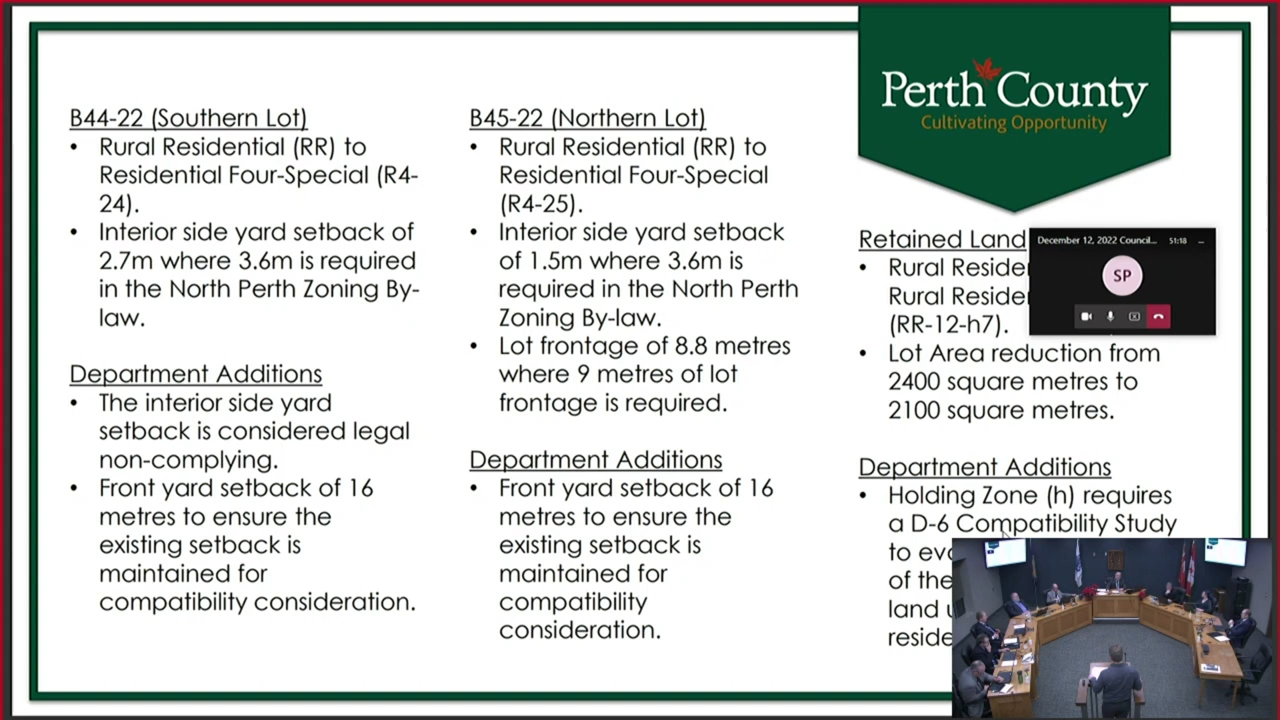 Perth County
Cultivating Opportunity
B44-22 (Southern Lot)
• Rural Residential (RR) to
Residential Four-Special (R4-
24).
• Interior side yard setback of
2.7m where 3.6m is required
in the North Perth Zoning By-
law.
Department Additions
• The interior side yard
setback is considered legal
non-complying.
• Front yard setback of 16
metres to ensure the
existing setback is
maintained for
compatibility consideration.
B45-22 (Northern Lot)
• Rural Residential (RR) to
Residential Four-Special
(R4-25).
• Interior side yard setback
of 1.5m where 3.6m is
required in the North Perth
Zoning By-law.
• Lot frontage of 8.8 metres
where 9 metres of lot
frontage is required.
Department Additions
• Front yard setback of 16
metres to ensure the
existing setback is
maintained for
compatibility
consideration.
Retained Land
• Rural
Rural
(RR-12-h7).
• Lot Area reduction from
2400 square metres to
2100 square metres.
Department Additions
• Holding Zone (h) requires
a D-6 Compatibility Study
to
of the
land
December 12, 2022 Council... 51:18
SP